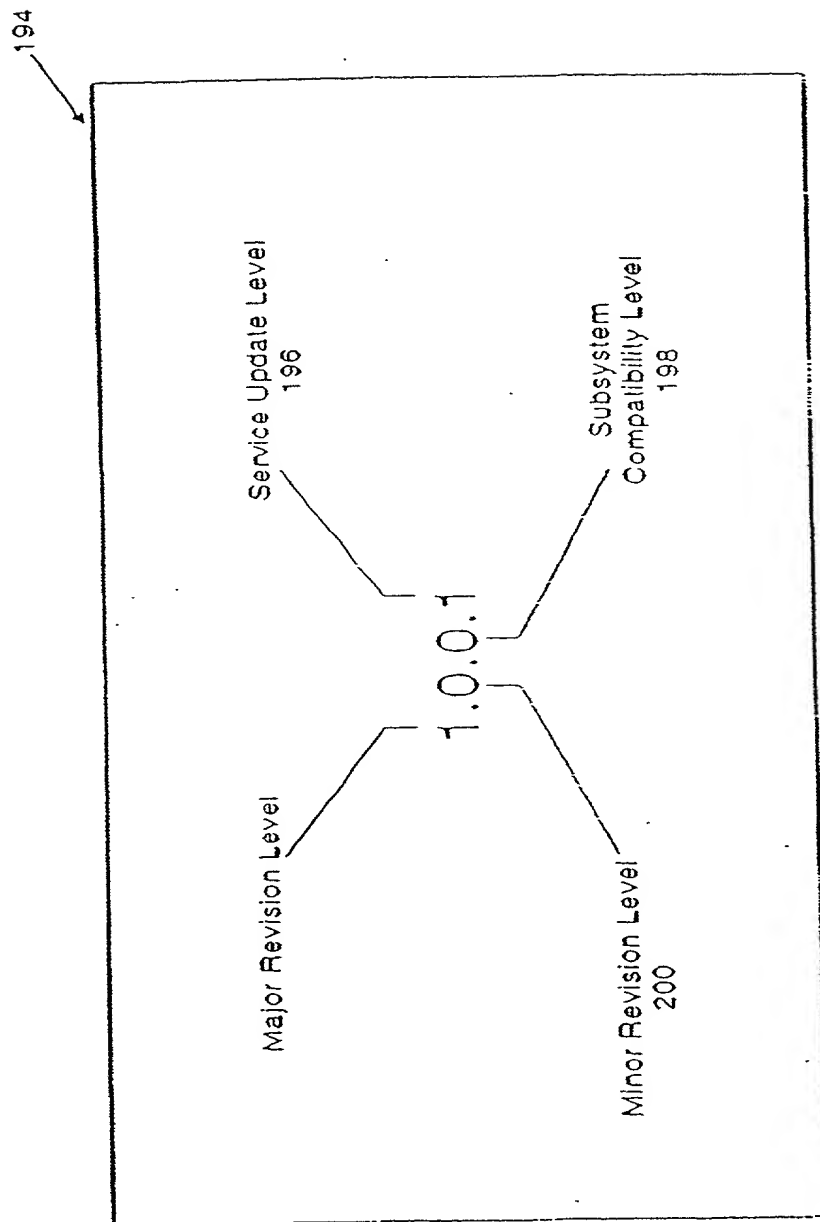 194
Major Revision Level
Service Update Level
196
1.0.0.1
Minor Revision Level
200
Subsystem
Compatibility Level
198